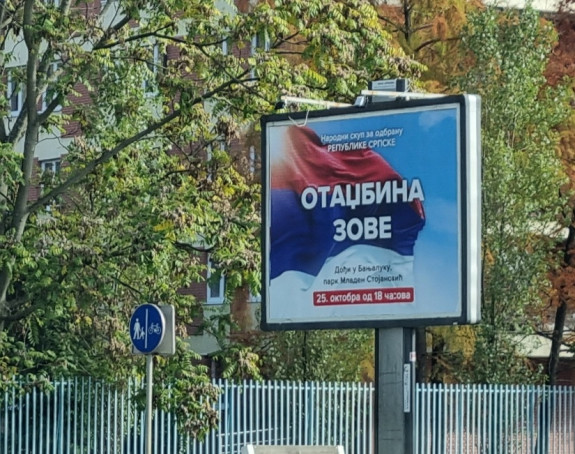 Народни скуп за одбрану
РЕПУБЛИКЕ СРПСКЕ
ОТАЏБИНА
ЗОВЕ
Дођи у Бањалуку,
парк Младен Стојановић
25. октобра од 18 часова